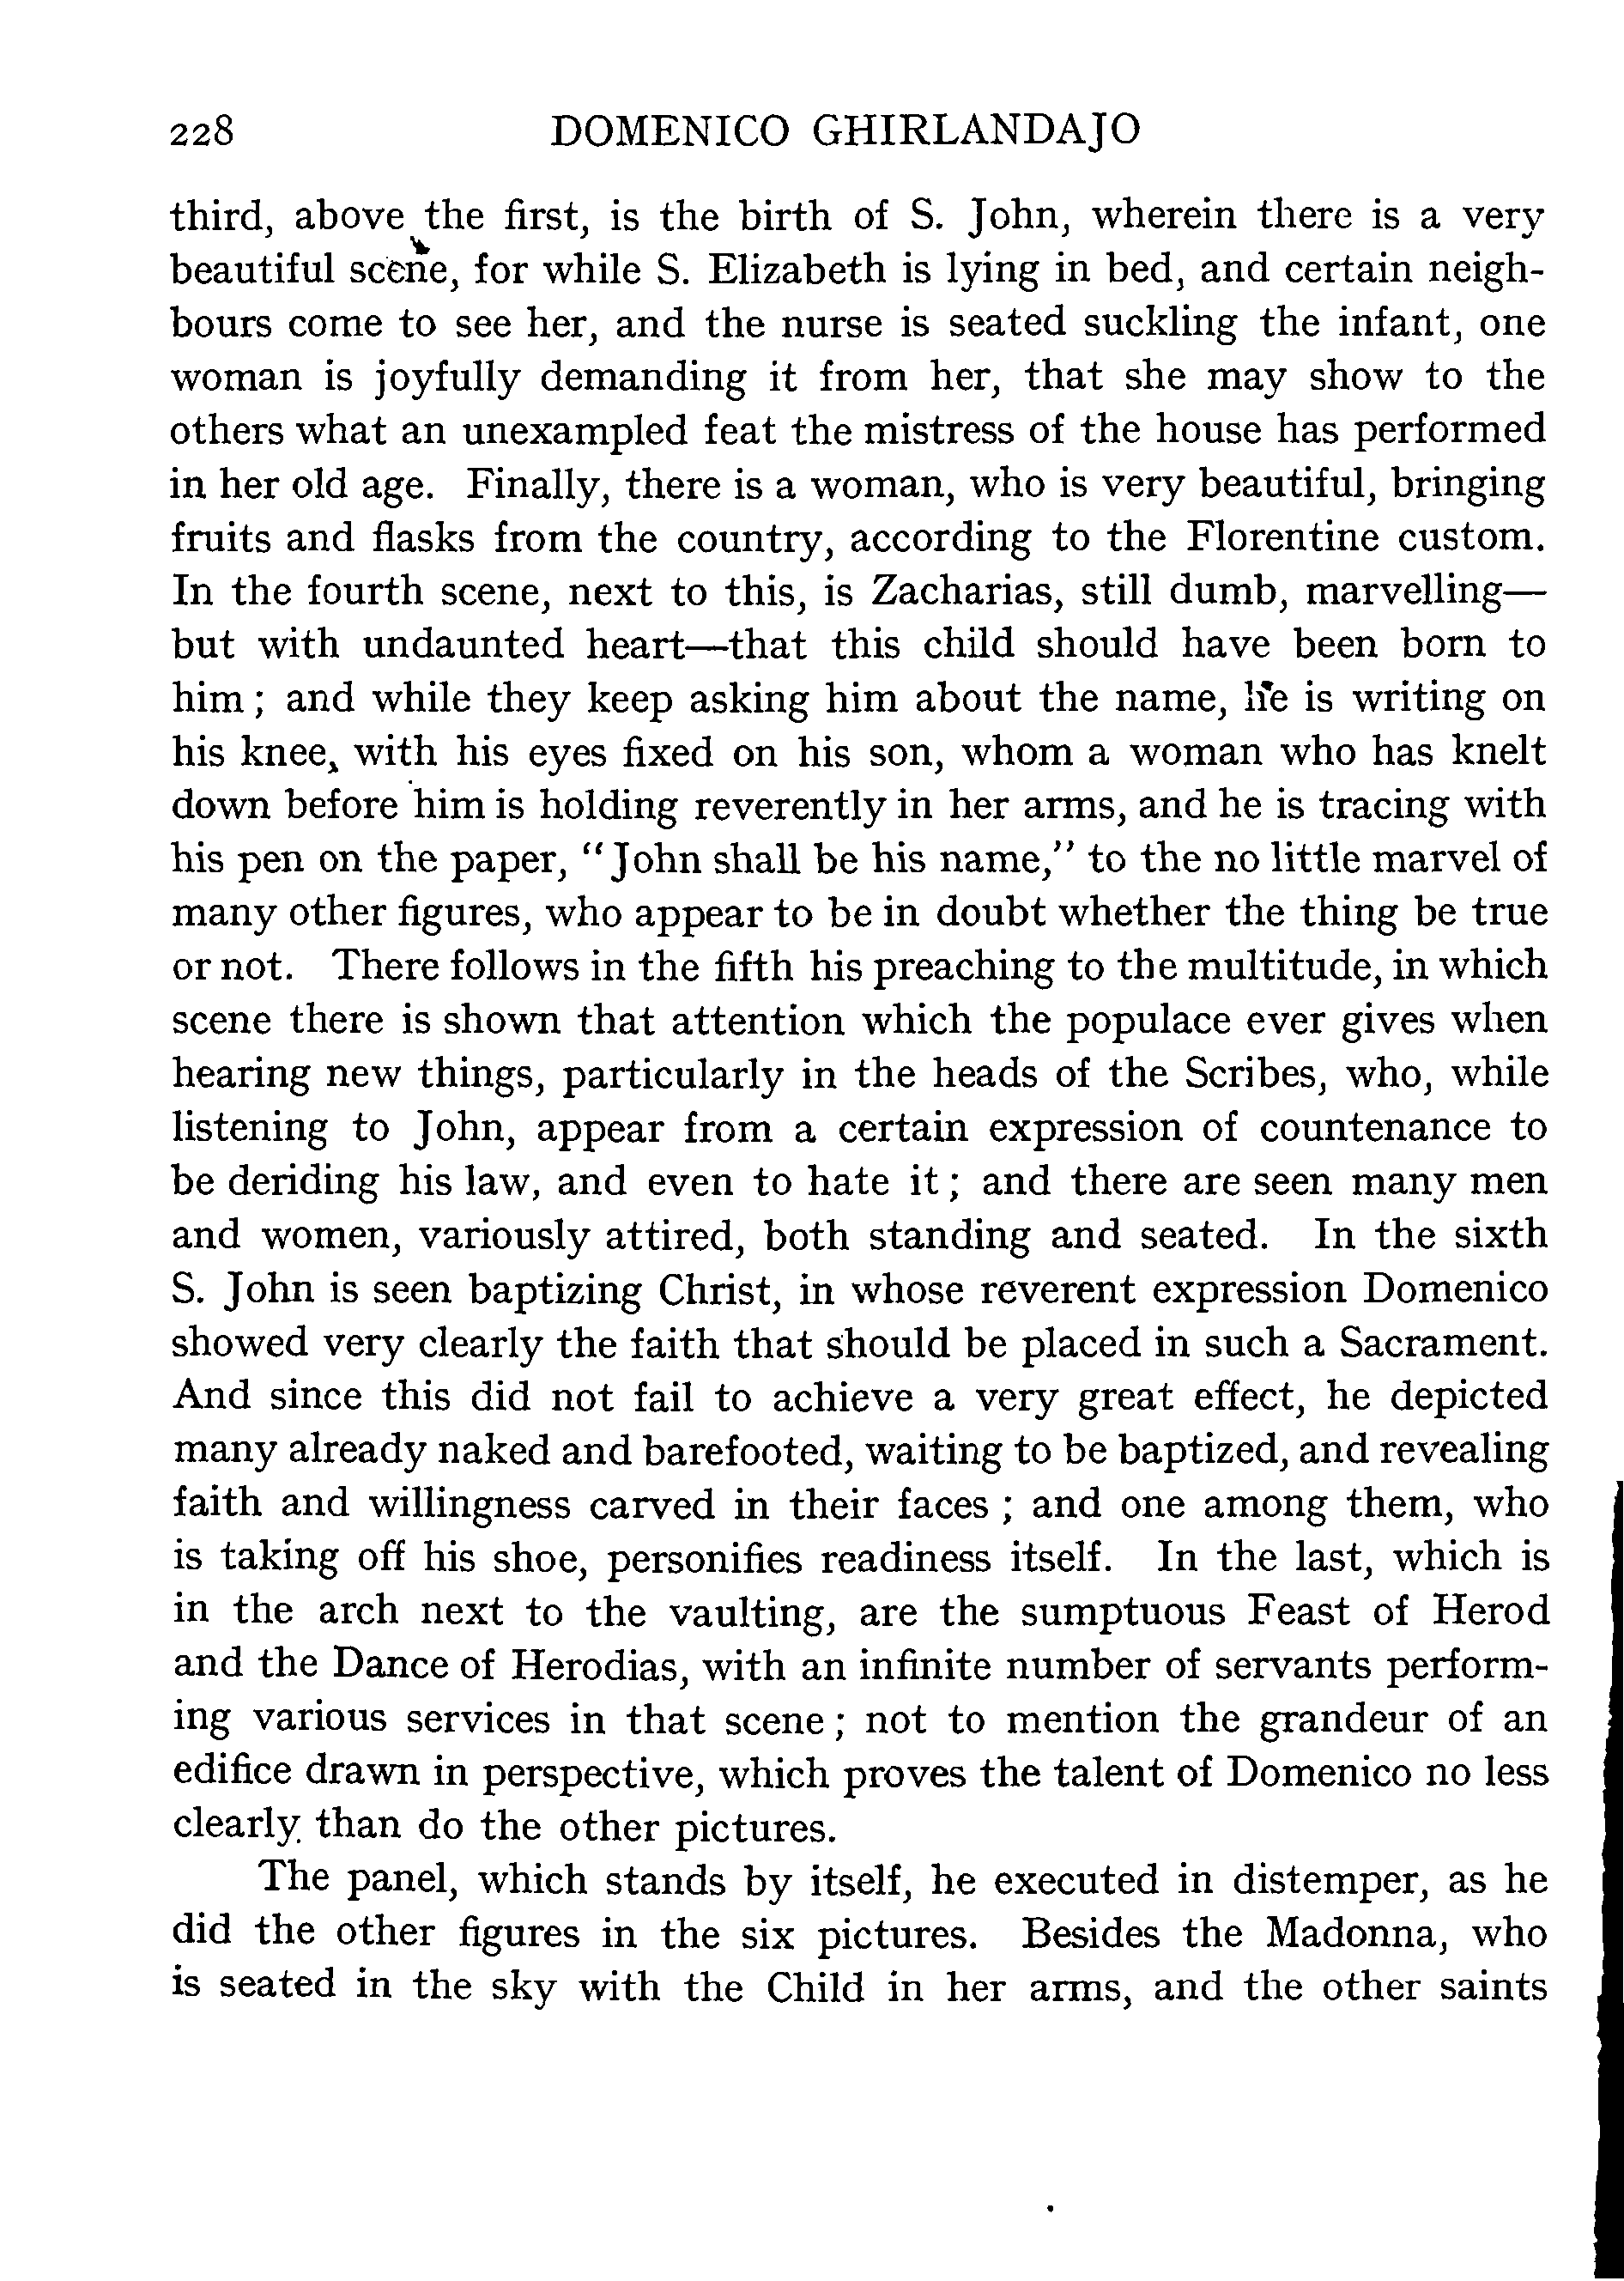 228 DOMENICO GHIRLANDAJO
third, above the first, is the birth of S. John, wherein there is a very
beautiful scene, for while S. Elizabeth is lying in bed, and certain neigh-
bours come to see her, and the nurse is seated suckling the infant, one
woman is joyfully demanding it from her, that she may show to the
others what an unexampled feat the mistress of the house has performed
in her old age. Finally, there is a woman, who is very beautiful, bringing
fruits and flasks from the country, according to the Florentine custom.
In the fourth scene, next to this, is Zacharias, still dumb, marvelling—
but with undaunted heart—that this child should have been born to
him; and while they keep asking him about the name, he is writing on
his knee, with his eyes fixed on his son, whom a woman who has knelt
down before him is holding reverently in her arms, and he is tracing with
his pen on the paper, "John shall be his name," to the no little marvel of
many other figures, who appear to be in doubt whether the thing be true
or not. There follows in the fifth his preaching to the multitude, in which
scene there is shown that attention which the populace ever gives when
hearing new things, particularly in the heads of the Scribes, who, while
listening to John, appear from a certain expression of countenance to
be deriding his law, and even to hate it; and there are seen many men
and women, variously attired, both standing and seated. In the sixth
S. John is seen baptizing Christ, in whose reverent expression Domenico
showed very clearly the faith that should be placed in such a Sacrament.
And since this did not fail to achieve a very great effect, he depicted
many already naked and barefooted, waiting to be baptized, and revealing
faith and willingness carved in their faces; and one among them, who
is taking off his shoe, personifies readiness itself. In the last, which is
in the arch next to the vaulting, are the sumptuous Feast of Herod
and the Dance of Herodias, with an infinite number of servants perform-
ing various services in that scene; not to mention the grandeur of an
edifice drawn in perspective, which proves the talent of Domenico no less
clearly than do the other pictures.
The panel, which stands by itself, he executed in distemper, as he
did the other figures in the six pictures. Besides the Madonna, who
is seated in the sky with the Child in her arms, and the other saints